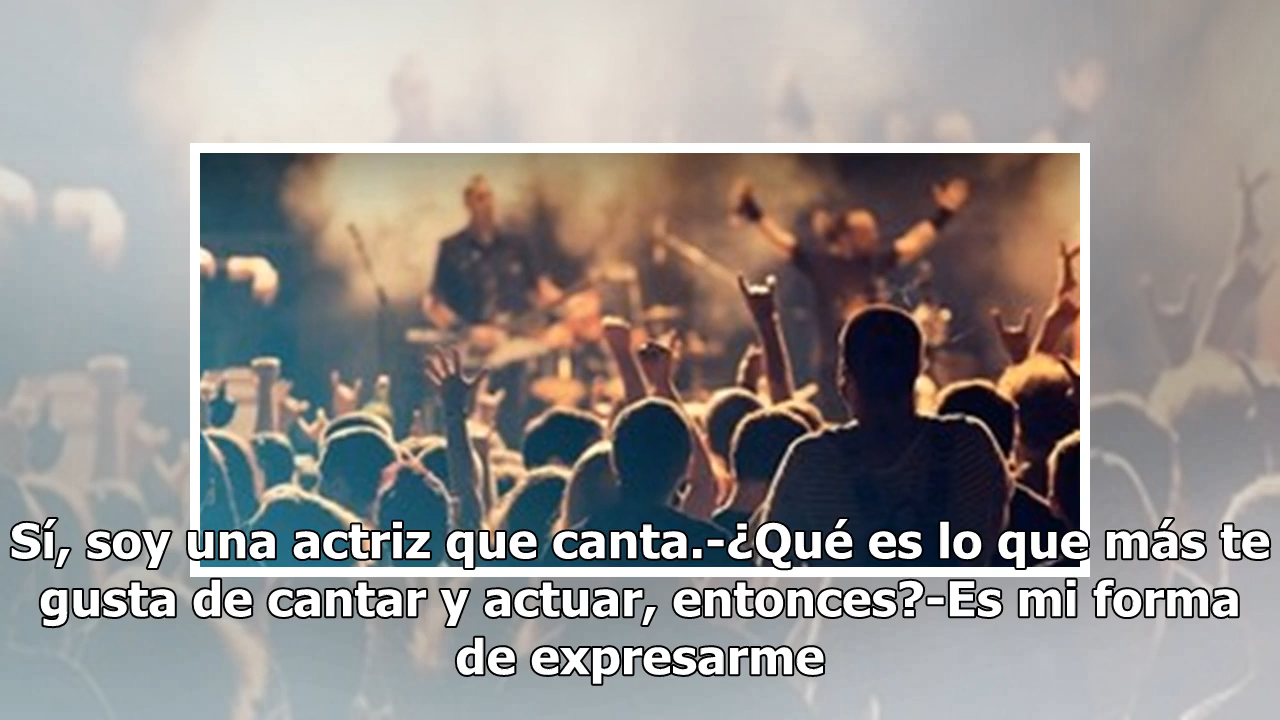 Sí, soy una actriz que canta.-¿Qué es lo que más te
gusta de cantar y actuar, entonces?-Es mi forma
de expresarme